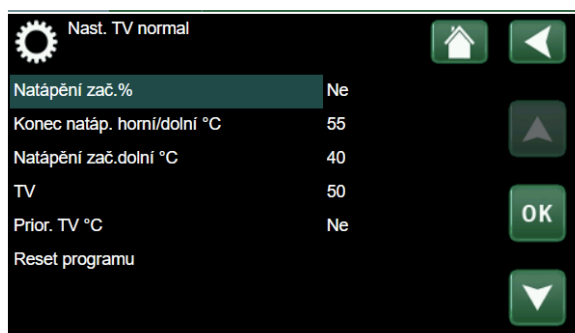 Nast. TV normal
Natápění zač.% Ne
Konec natáp. horní/dolní °C 55
Natápění zač.dolní °C 40
TV 50
Prior. TV °C Ne
Reset programu
OK